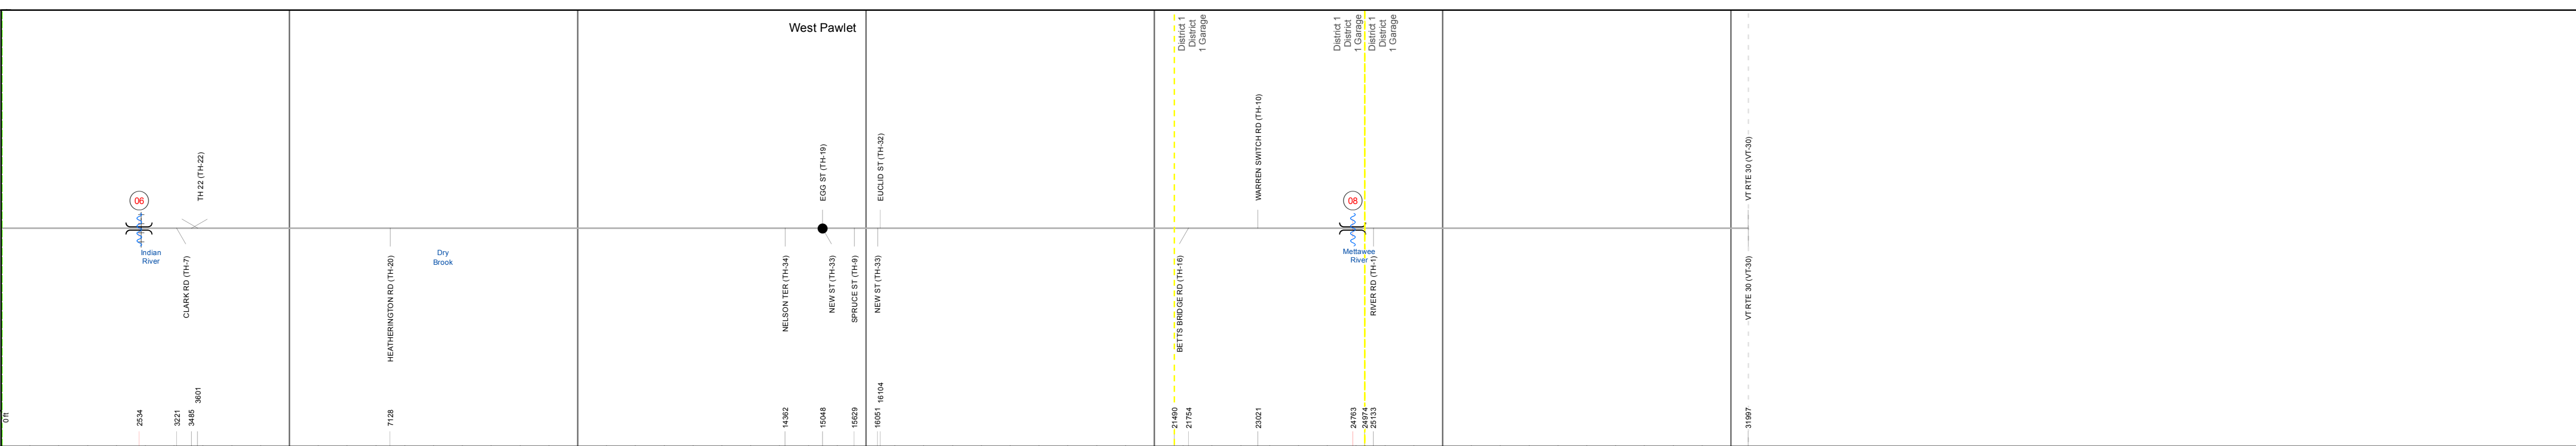 West Pawlet
District 1
District
1 Garage
District 1
District
1 Garage
District 1
District
1 Garage
TH 22 (TH-22)
EGG ST (TH-19)
EUCLID ST (TH-32)
WARREN SWITCH RD (TH-10)
VT RTE 30 (VT-30)
06
08
Indian
River
Dry
Brook
Mettawee
River
CLARK RD (TH-7)
HEATHERINGTON RD (TH-20)
NELSON TER (TH-34)
NEW ST (TH-33)
SPRUCE ST (TH-9)
NEW ST (TH-33)
BETTS BRIDGE RD (TH-16)
RIVER RD (TH-1)
VT RTE 30 (VT-30)
0 ft
2534
3221
3485
3601
7128
14362
15048
15629
16051
16104
21490
21754
23021
24763
24974
25133
31997